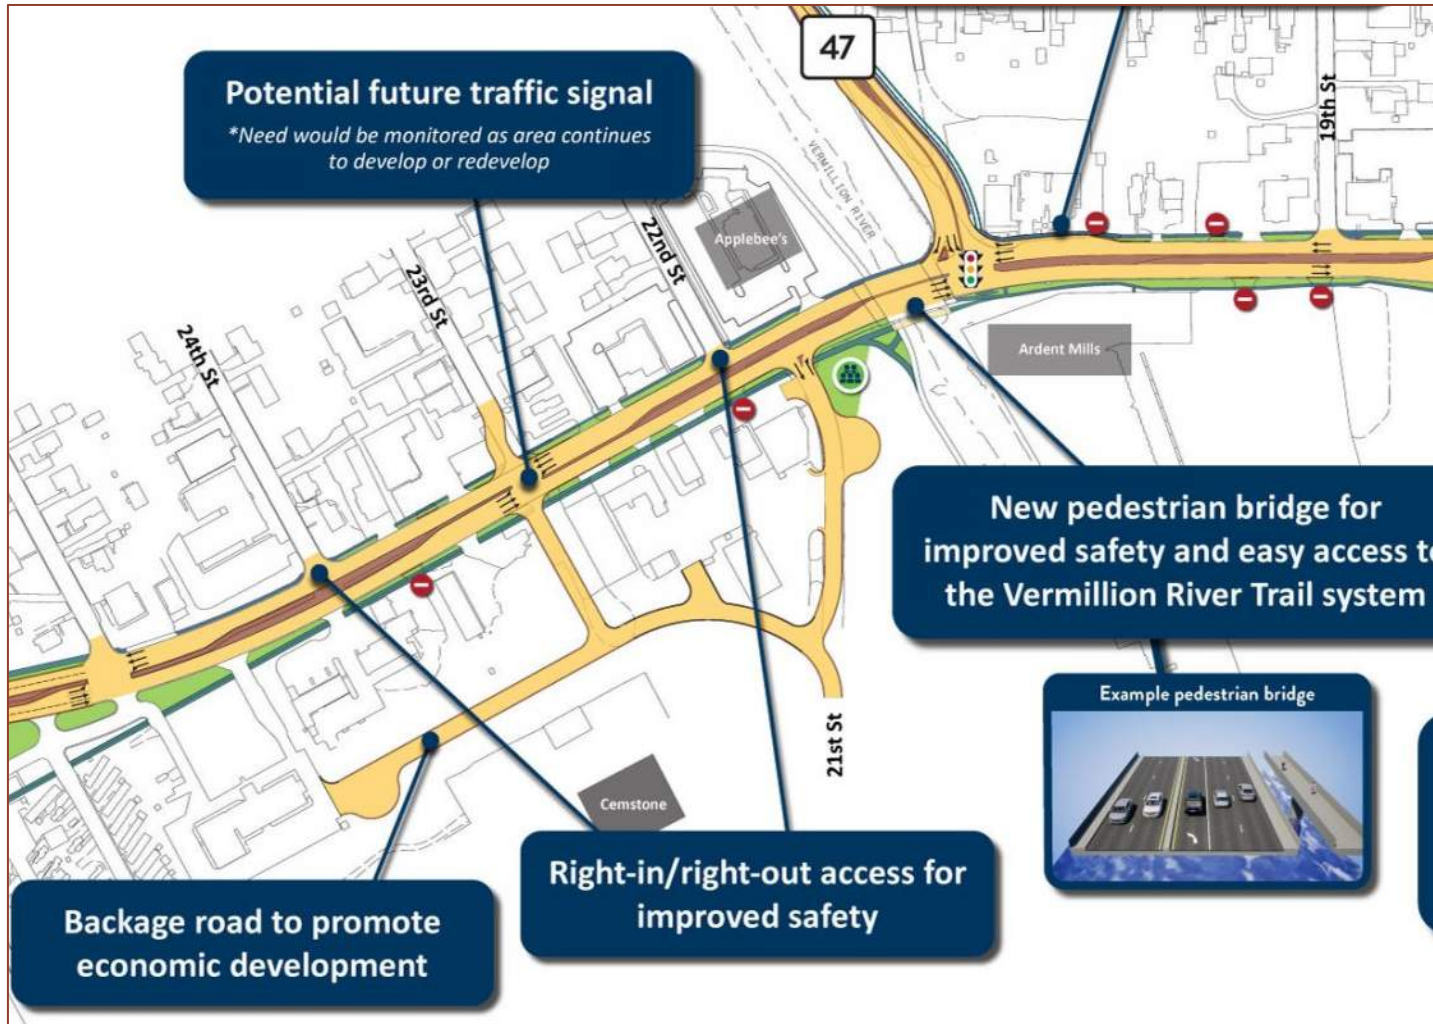 47
Potential future traffic signal
*Need would be monitored as area continues
to develop or redevelop
VERMILLION RIVER
19th St
22nd St
Applebee's
23rd St
24th St
Ardent Mills
New pedestrian bridge for
improved safety and easy access to
the Vermillion River Trail system
Example pedestrian bridge
21st St
Cemstone
Right-in/right-out access for
improved safety
Backage road to promote
economic development